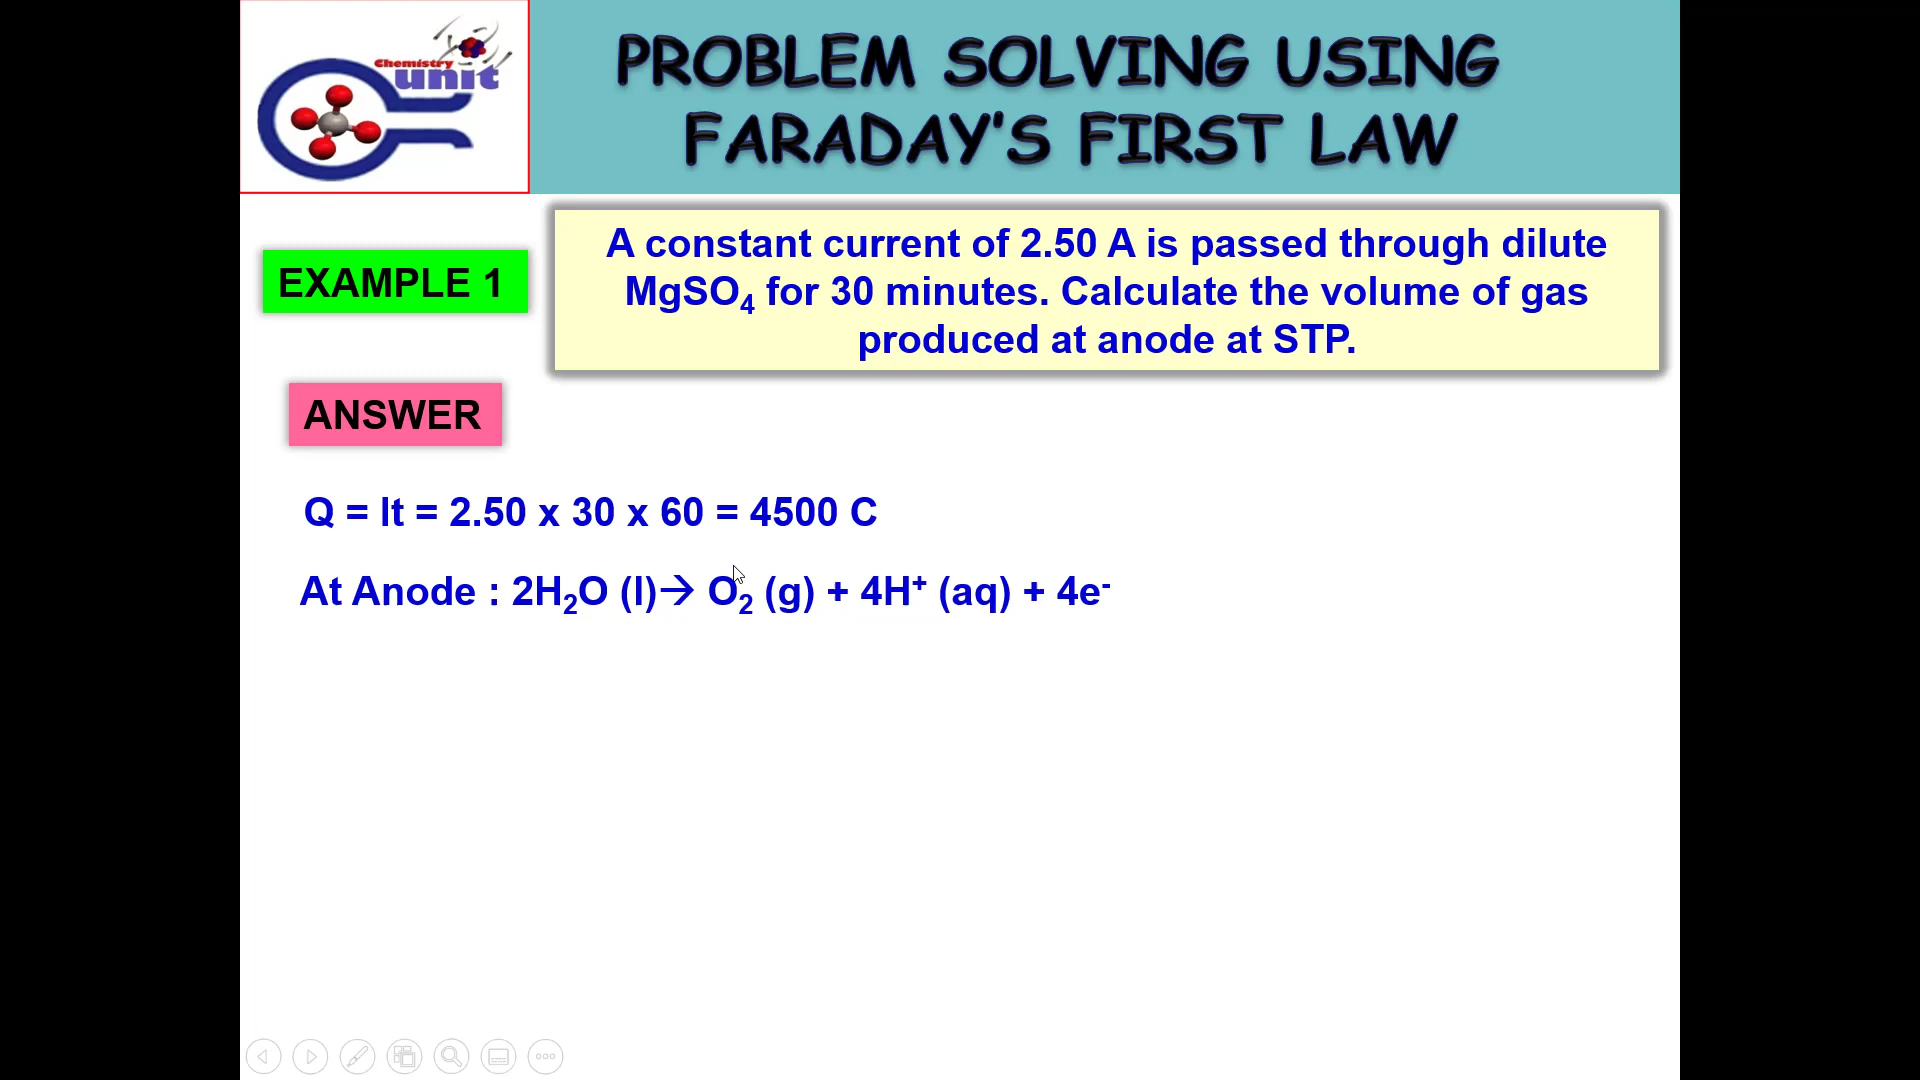 Chemistry
unit
PROBLEM SOLVING USING
FARADAY'S FIRST LAW
EXAMPLE 1
A constant current of 2.50 A is passed through dilute
MgSO₄ for 30 minutes. Calculate the volume of gas
produced at anode at STP.
ANSWER
Q = It = 2.50 x 30 x 60 = 4500 C
At Anode : 2H₂O (l)→ O₂ (g) + 4H⁺ (aq) + 4e⁻